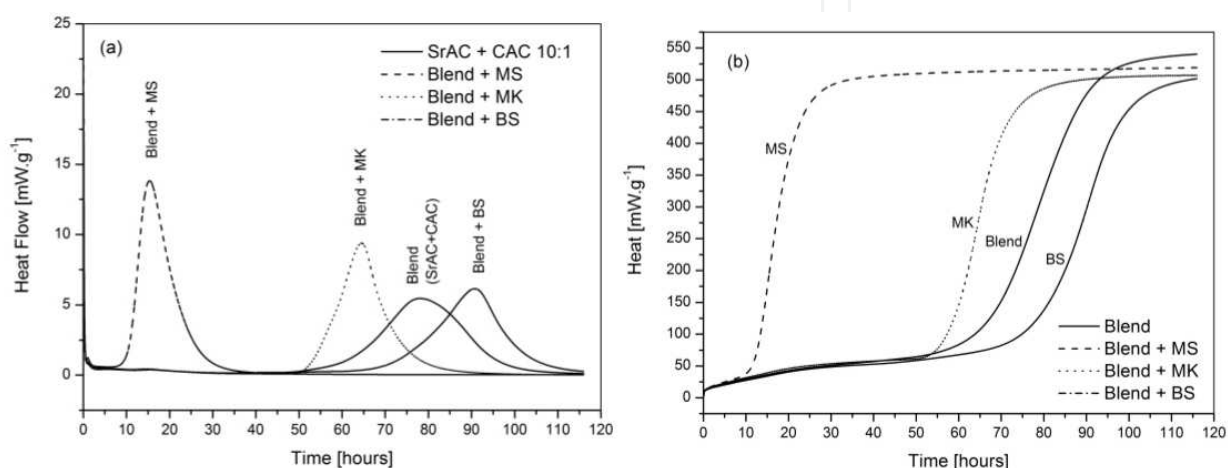 (a)
SrAC + CAC 10:1
Blend + MS
Blend + MK
Blend + BS
Blend + MS
Blend + MK
Blend
(SrAC+CAC)
Blend + BS
Heat Flow [mW.g⁻¹]
25
20
15
10
5
0
0 10 20 30 40 50 60 70 80 90 100 110 120
Time [hours]
(b)
MS
MK
Blend
BS
Blend
Blend + MS
Blend + MK
Blend + BS
Heat [mW.g⁻¹]
550
500
450
400
350
300
250
200
150
100
50
0
0 10 20 30 40 50 60 70 80 90 100 110 120
Time [hours]